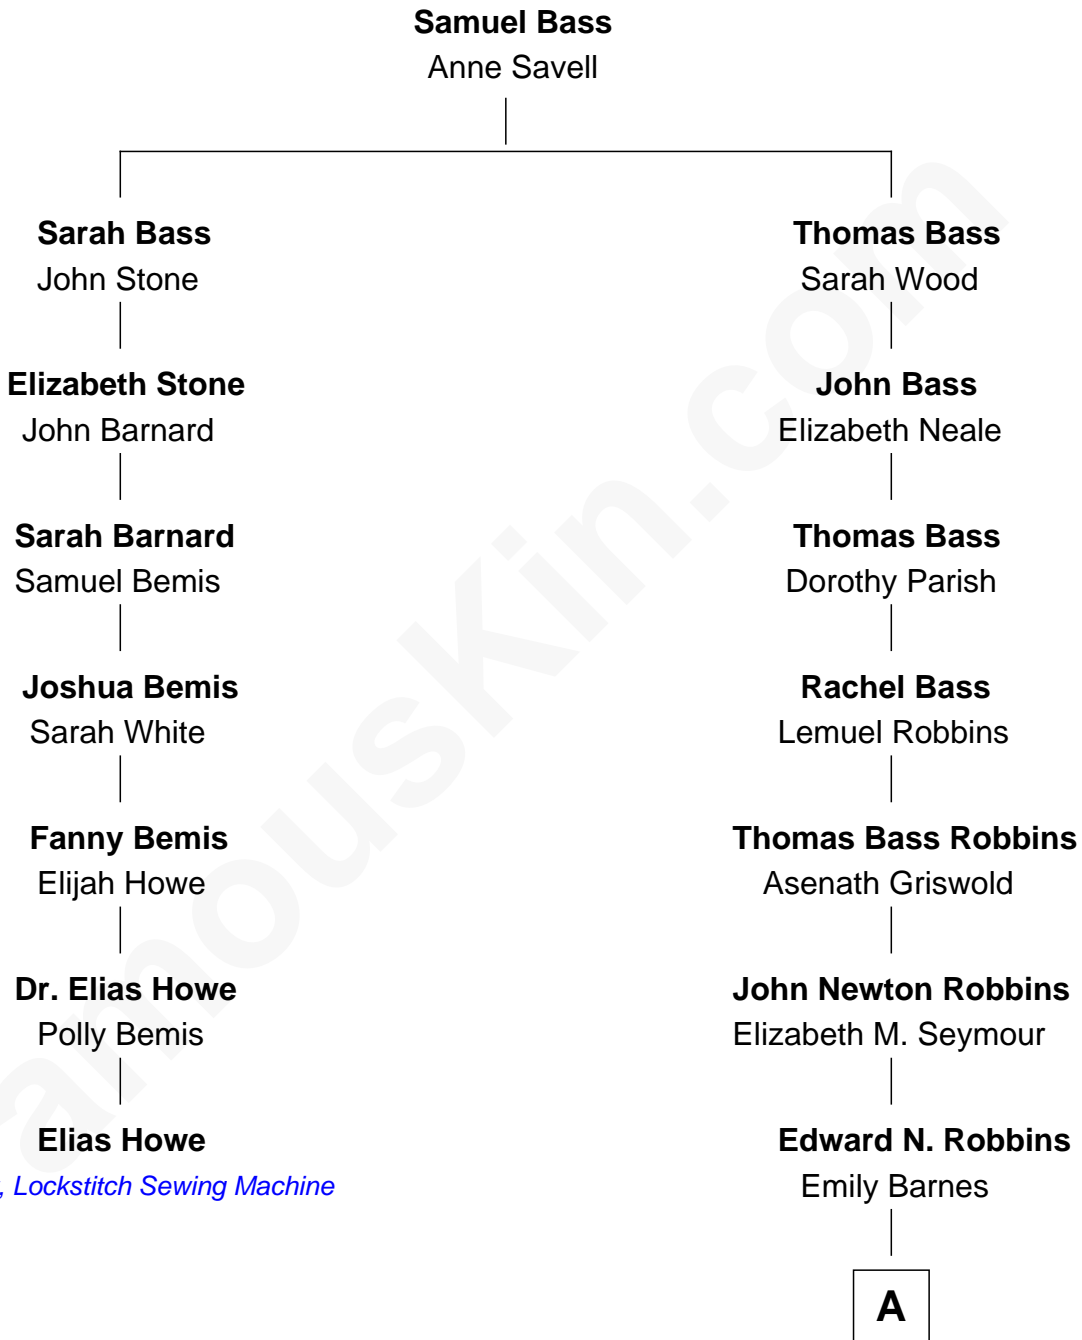 Samuel Bass
Anne Savell
Sarah Bass
John Stone
Elizabeth Stone
John Barnard
Sarah Barnard
Samuel Bemis
Joshua Bemis
Sarah White
Fanny Bemis
Elijah Howe
Dr. Elias Howe
Polly Bemis
Elias Howe
, Lockstitch Sewing Machine
Thomas Bass
Sarah Wood
John Bass
Elizabeth Neale
Thomas Bass
Dorothy Parish
Rachel Bass
Lemuel Robbins
Thomas Bass Robbins
Asenath Griswold
John Newton Robbins
Elizabeth M. Seymour
Edward N. Robbins
Emily Barnes
A
amouskin.com